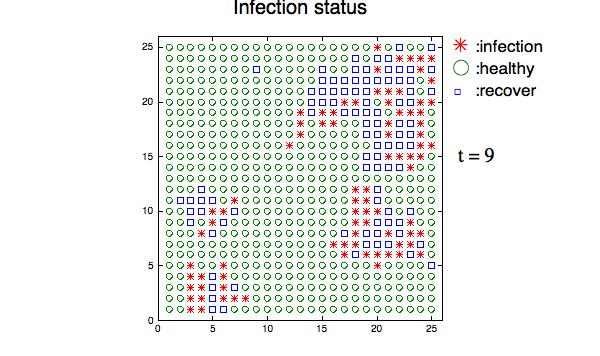 Infection status
:infection
:healthy
:recover
t = 9
25
20
15
10
5
0
0 5 10 15 20 25